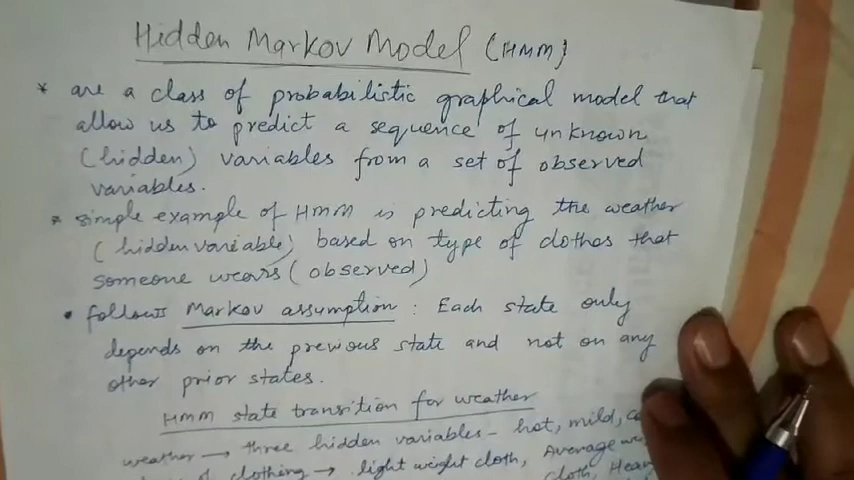 Hidden Markov Model (HMM)
* are a class of probabilistic graphical model that
allow us to predict a sequence of unknown
(hidden) variables from a set of observed
variables.
* simple example of HMM is predicting the weather
(hidden variable) based on type of clothes that
someone wears (observed)
• follows Markov assumption : Each state only
depends on the previous state and not on any
other prior states.
HMM state transition for weather
weather → three hidden variables - hot, mild,
of clothing → light weight cloth, Average
cloth,